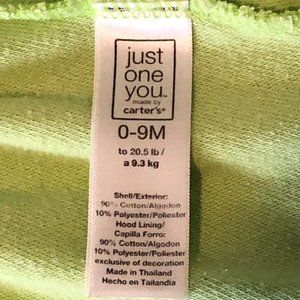 just
one
you™
made by
carter's®
0-9M
to 20.5 lb /
a 9.3 kg
Shell/Exterior:
90% Cotton/Algodon
10% Polyester/Poliester
Hood Lining/
Capilla Forro:
90% Cotton/Algodon
10% Polyester/Poliester
exclusive of decoration
Made in Thailand
Hecho en Tailandia